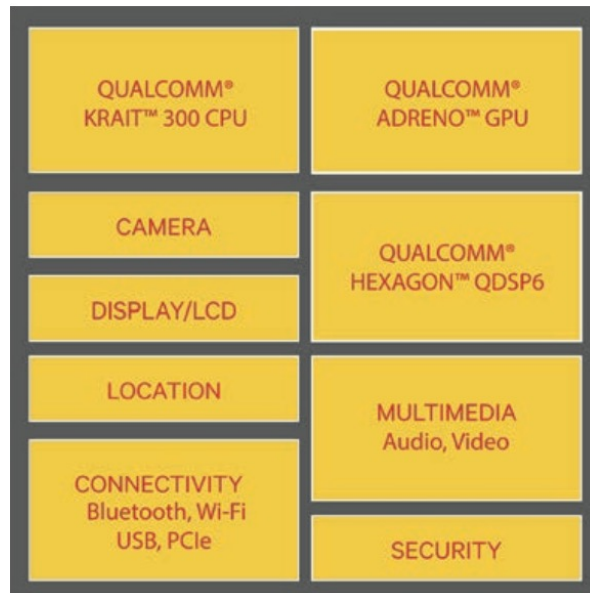 QUALCOMM®
KRAIT™ 300 CPU
QUALCOMM®
ADRENO™ GPU
CAMERA
QUALCOMM®
HEXAGON™ QDSP6
DISPLAY/LCD
LOCATION
MULTIMEDIA
Audio, Video
CONNECTIVITY
Bluetooth, Wi-Fi
USB, PCIe
SECURITY